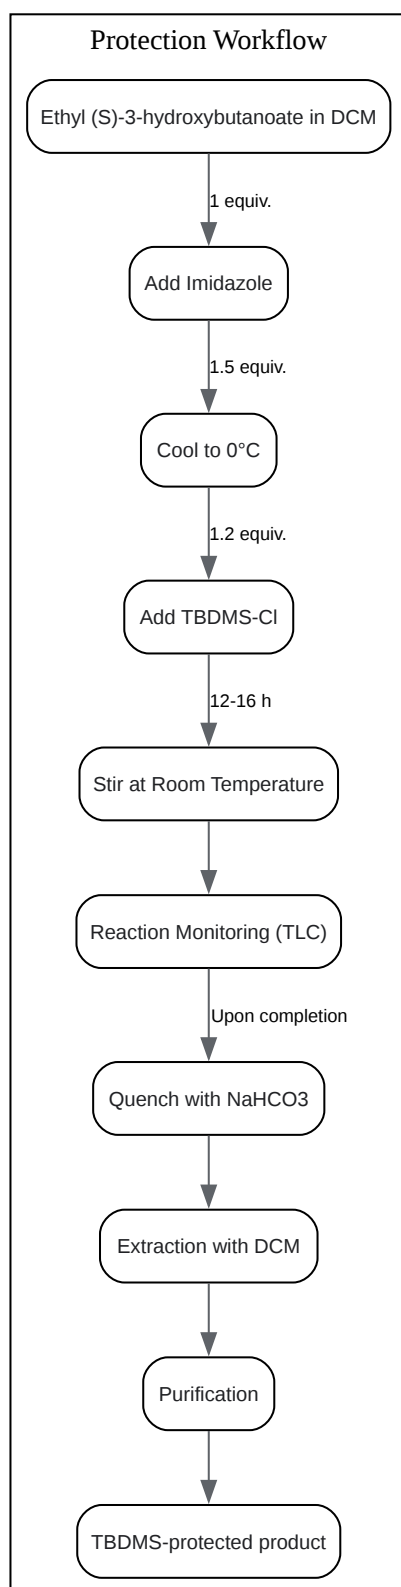 Protection Workflow
Ethyl (S)-3-hydroxybutanoate in DCM
1 equiv.
Add Imidazole
1.5 equiv.
Cool to 0°C
1.2 equiv.
Add TBDMS-Cl
12-16 h
Stir at Room Temperature
Reaction Monitoring (TLC)
Upon completion
Quench with NaHCO3
Extraction with DCM
Purification
TBDMS-protected product